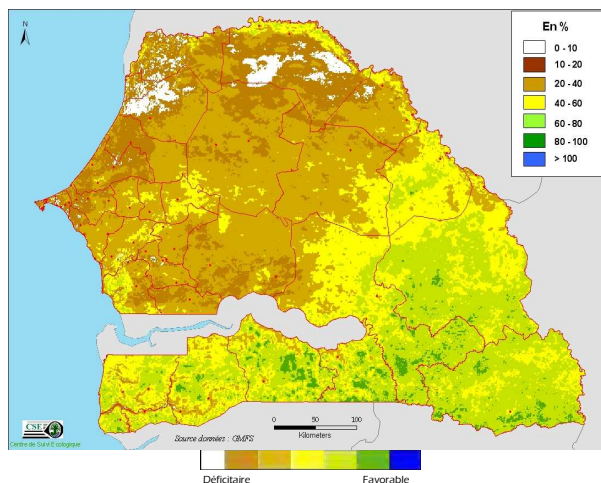 N
En %
0 - 10
10 - 20
20 - 40
40 - 60
60 - 80
80 - 100
> 100
CSE
Centre de Suivi Ecologique
Source données : GMFS
0 50 100
Kilometers
Déficitaire Favorable